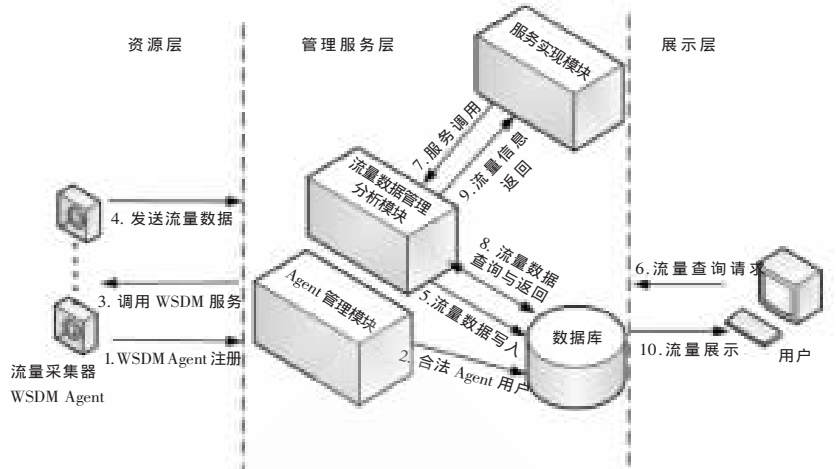 资源层
管理服务层
展示层
服务实现模块
7.服务调用
9.流量信息
返回
流量数据管理
分析模块
4. 发送流量数据
8. 流量数据
查询与返回
6.流量查询请求
Agent 管理模块
3. 调用 WSDM 服务
5.流量数据写入
数据库
1.WSDM Agent 注册
2. 合法 Agent 用户
10.流量展示
用户
流量采集器
WSDM Agent